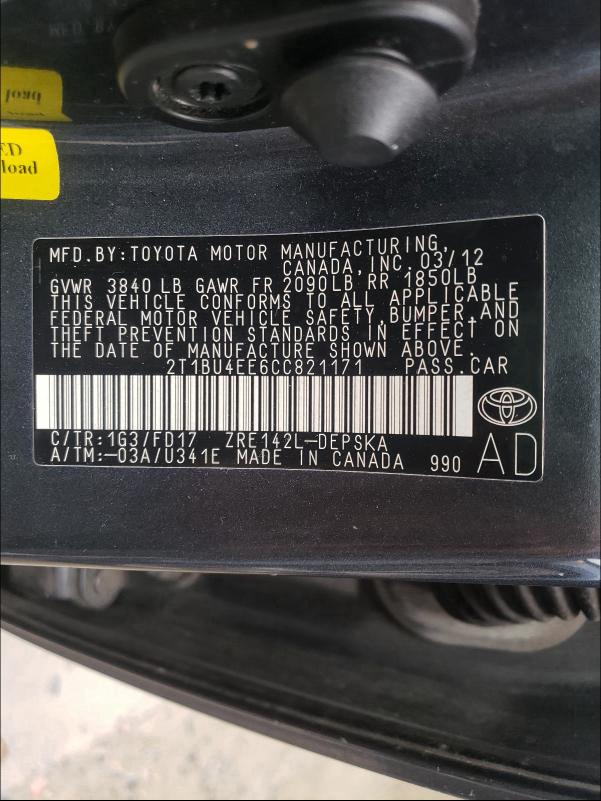 ED
load
MFD.BY:TOYOTA MOTOR MANUFACTURING,
CANADA,INC. 03/12
GVWR 3840 LB GAWR FR 2090LB RR 1850LB
THIS VEHICLE CONFORMS TO ALL APPLICABLE
FEDERAL MOTOR VEHICLE SAFETY,BUMPER,AND
THEFT PREVENTION STANDARDS IN EFFECT ON
THE DATE OF MANUFACTURE SHOWN ABOVE.
2T1BU4EE6CC821171 PASS.CAR
C/TR:1G3/FD17 ZRE142L-DEPSKA
A/TM:-03A/U341E MADE IN CANADA 990 AD